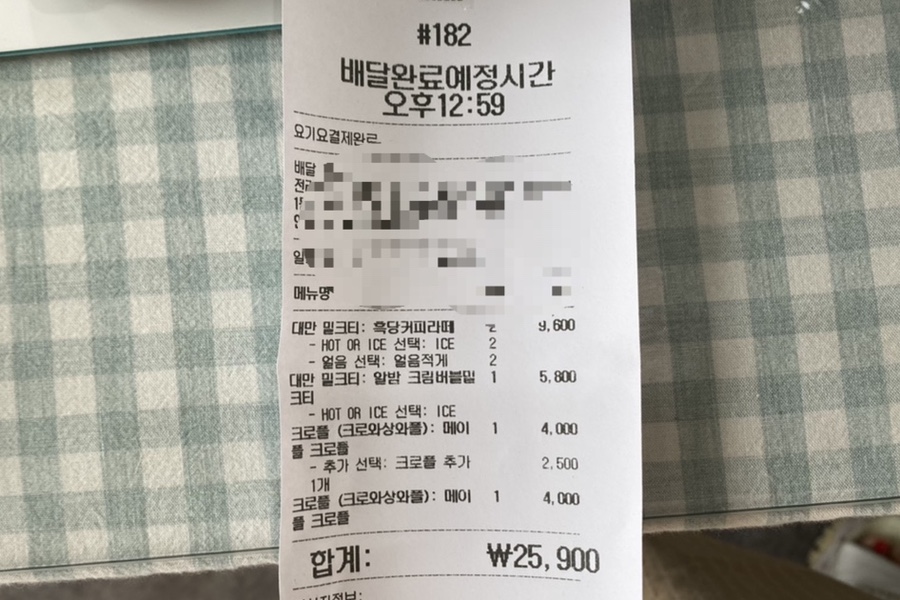 #182
배달완료예정시간
오후12:59
요기요결제완료
배달
메뉴명
대만 밀크티: 흑당커피라떼 2 9,600
- HOT OR ICE 선택: ICE 2
- 얼음 선택: 얼음적게 2
대만 밀크티: 알밤 크림버블밀 1 5,800
크티
- HOT OR ICE 선택: ICE
크로플 (크로와상와플): 메이 1 4,000
플 크로플
- 추가 선택: 크로플 추가 2,500
1개
크로플 (크로와상와플): 메이 1 4,000
플 크로플
합계: ₩25,900